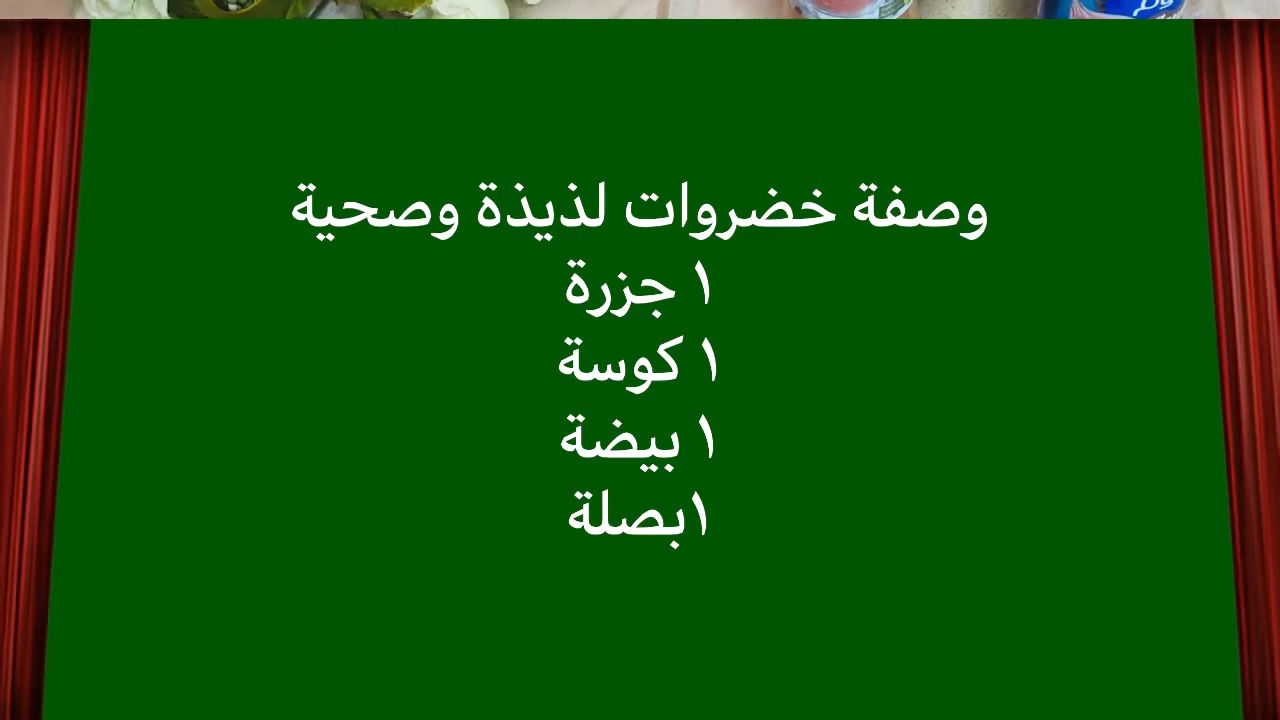 وصفة خضروات لذيذة وصحية
١ جزرة
١ كوسة
١ بيضة
١بصلة